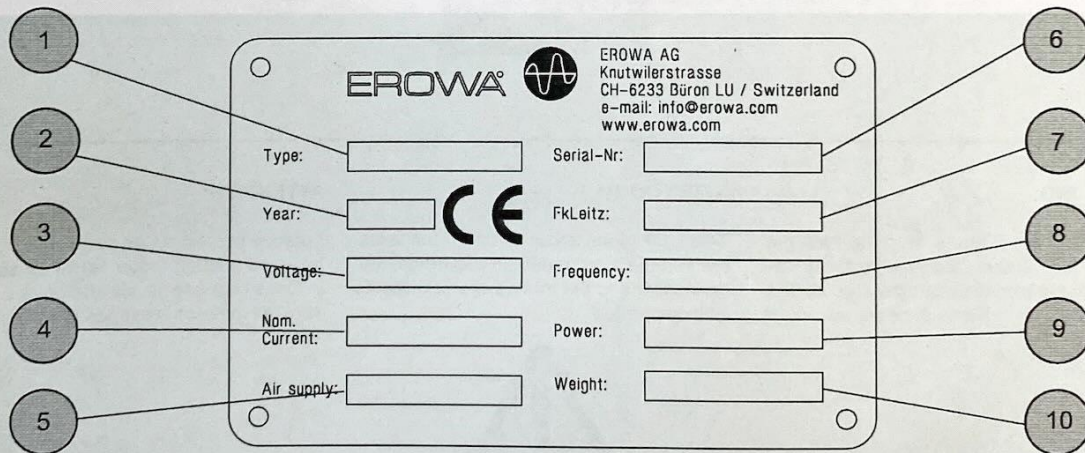 1
6
EROWA
EROWA AG
Knutwilerstrasse
CH-6233 Büron LU / Switzerland
e-mail: info@erowa.com
www.erowa.com
2
7
Type:
Serial-Nr:
Year:
CE
FkLeitz:
3
8
Voltage:
Frequency:
4
9
Nom.
Current:
Power:
5
10
Air supply:
Weight: